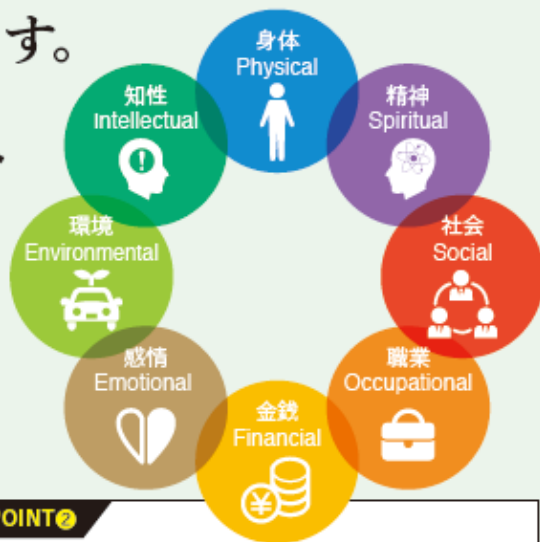 す。
身体
Physical
知性
Intellectual
精神
Spiritual
環境
Environmental
社会
Social
感情
Emotional
職業
Occupational
金銭
Financial
OINT❷